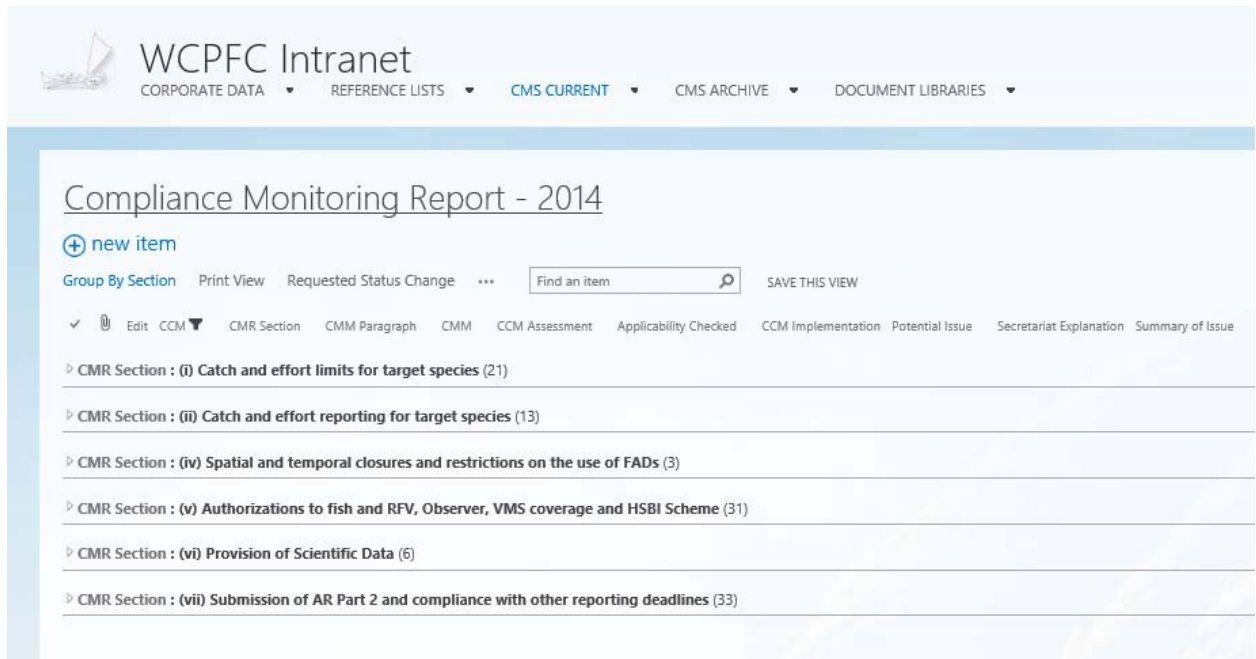 WCPFC Intranet
CORPORATE DATA REFERENCE LISTS CMS CURRENT CMS ARCHIVE DOCUMENT LIBRARIES
Compliance Monitoring Report - 2014
new item
Group By Section Print View Requested Status Change ... Find an item SAVE THIS VIEW
Edit CCM CMR Section CMM Paragraph CMM CCM Assessment Applicability Checked CCM Implementation Potential Issue Secretariat Explanation Summary of Issue
CMR Section : (i) Catch and effort limits for target species (21)
CMR Section : (ii) Catch and effort reporting for target species (13)
CMR Section : (iv) Spatial and temporal closures and restrictions on the use of FADs (3)
CMR Section : (v) Authorizations to fish and RFV, Observer, VMS coverage and HSBI Scheme (31)
CMR Section : (vi) Provision of Scientific Data (6)
CMR Section : (vii) Submission of AR Part 2 and compliance with other reporting deadlines (33)